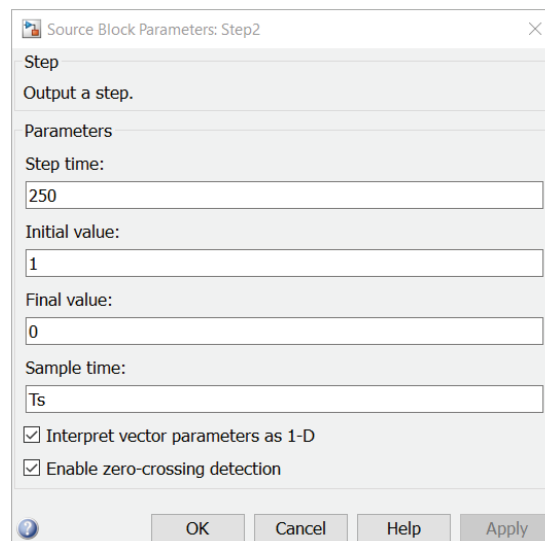 Source Block Parameters: Step2
Step
Output a step.
Parameters
Step time:
250
Initial value:
1
Final value:
0
Sample time:
Ts
Interpret vector parameters as 1-D
Enable zero-crossing detection
OK Cancel Help Apply